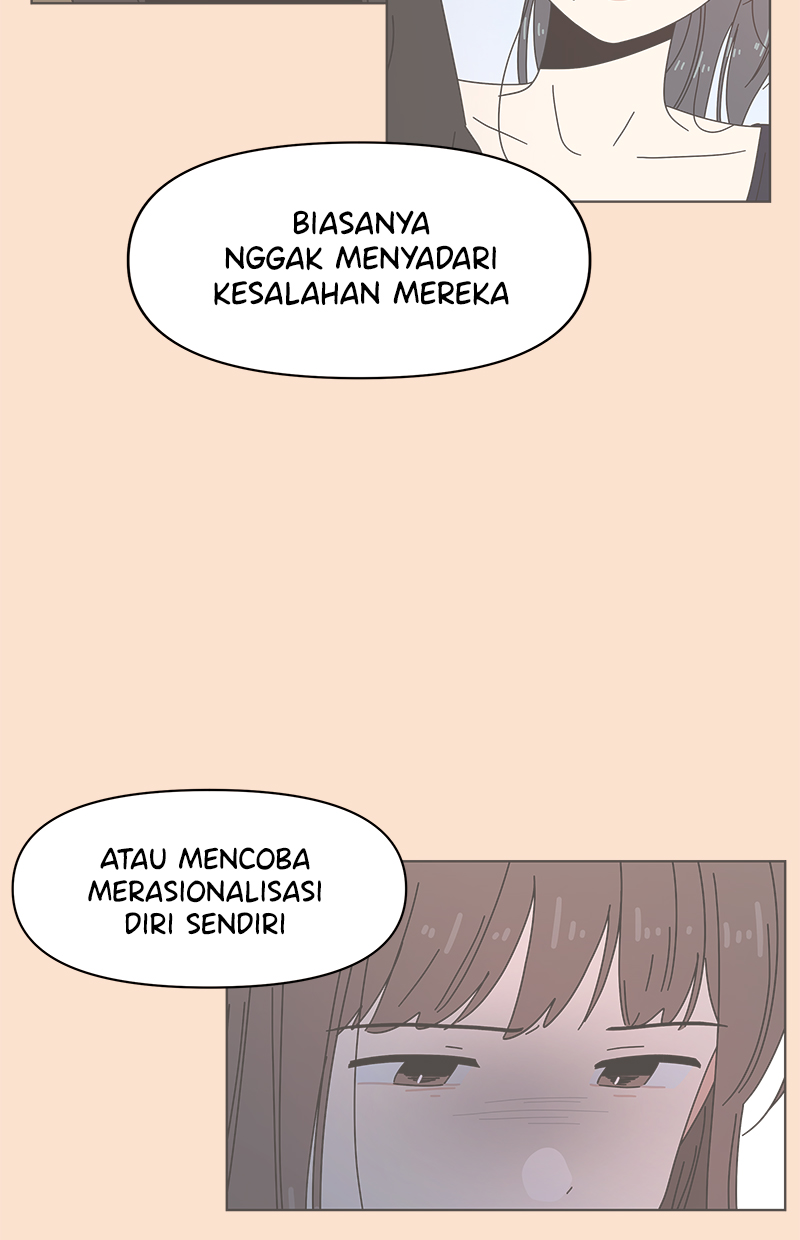 BIASANYA
NGGAK MENYADARI
KESALAHAN MEREKA
ATAU MENCOBA
MERASIONALISASI
DIRI SENDIRI